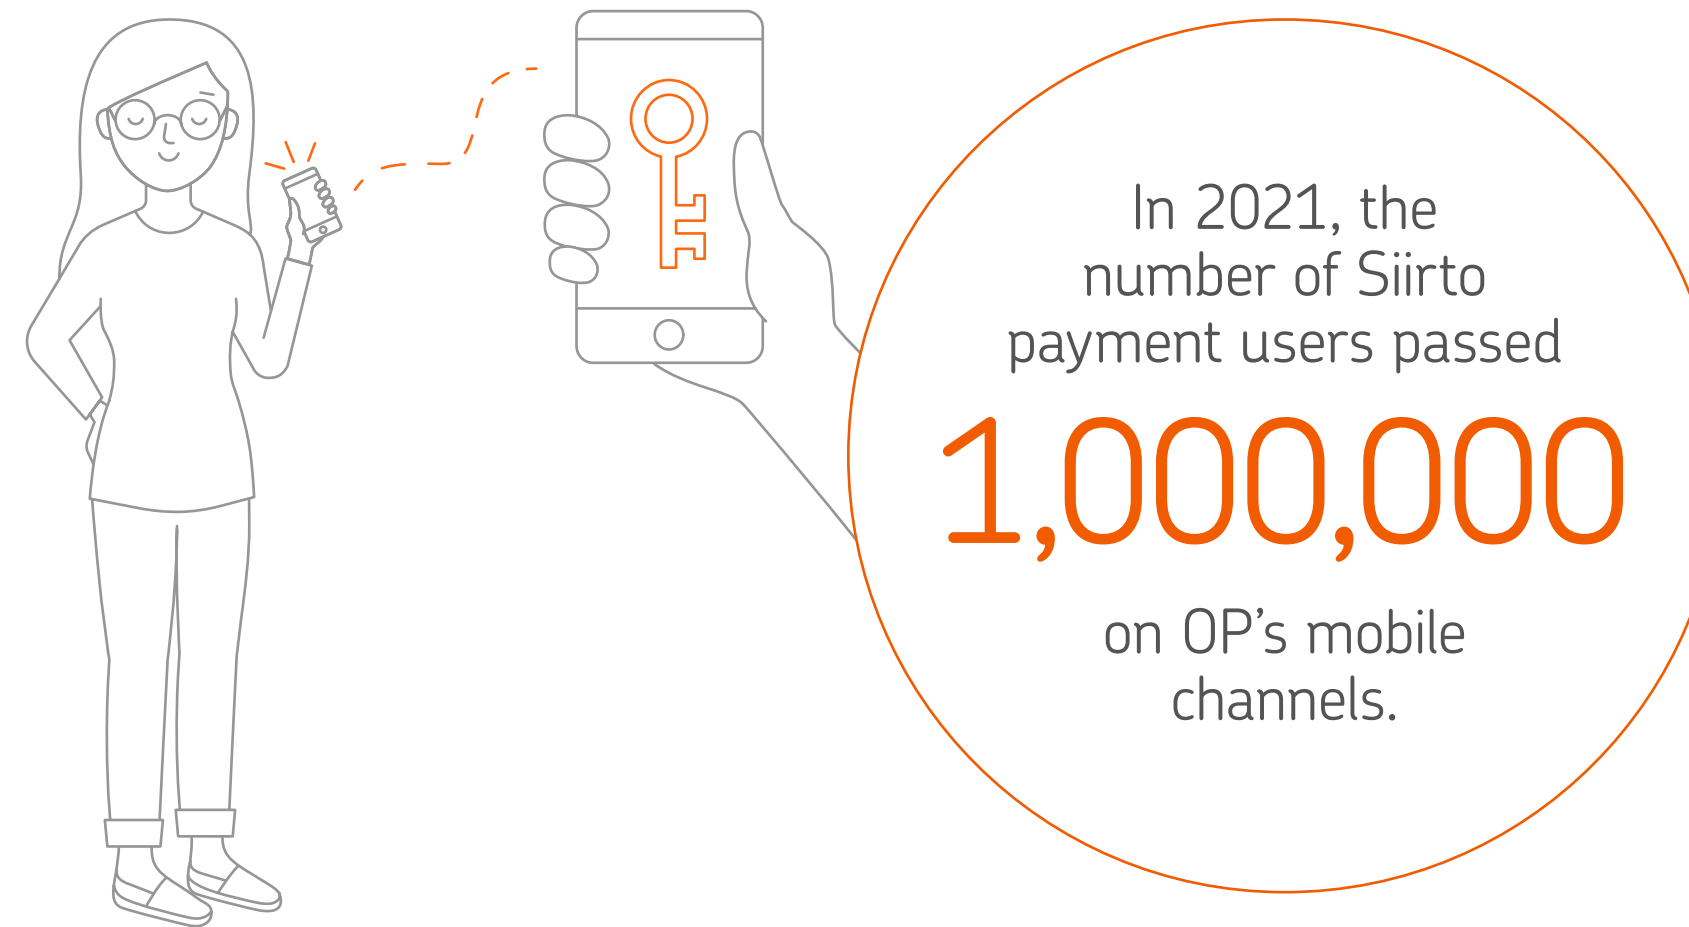 In 2021, the
number of Siirto
payment users passed
1,000,000
on OP’s mobile
channels.